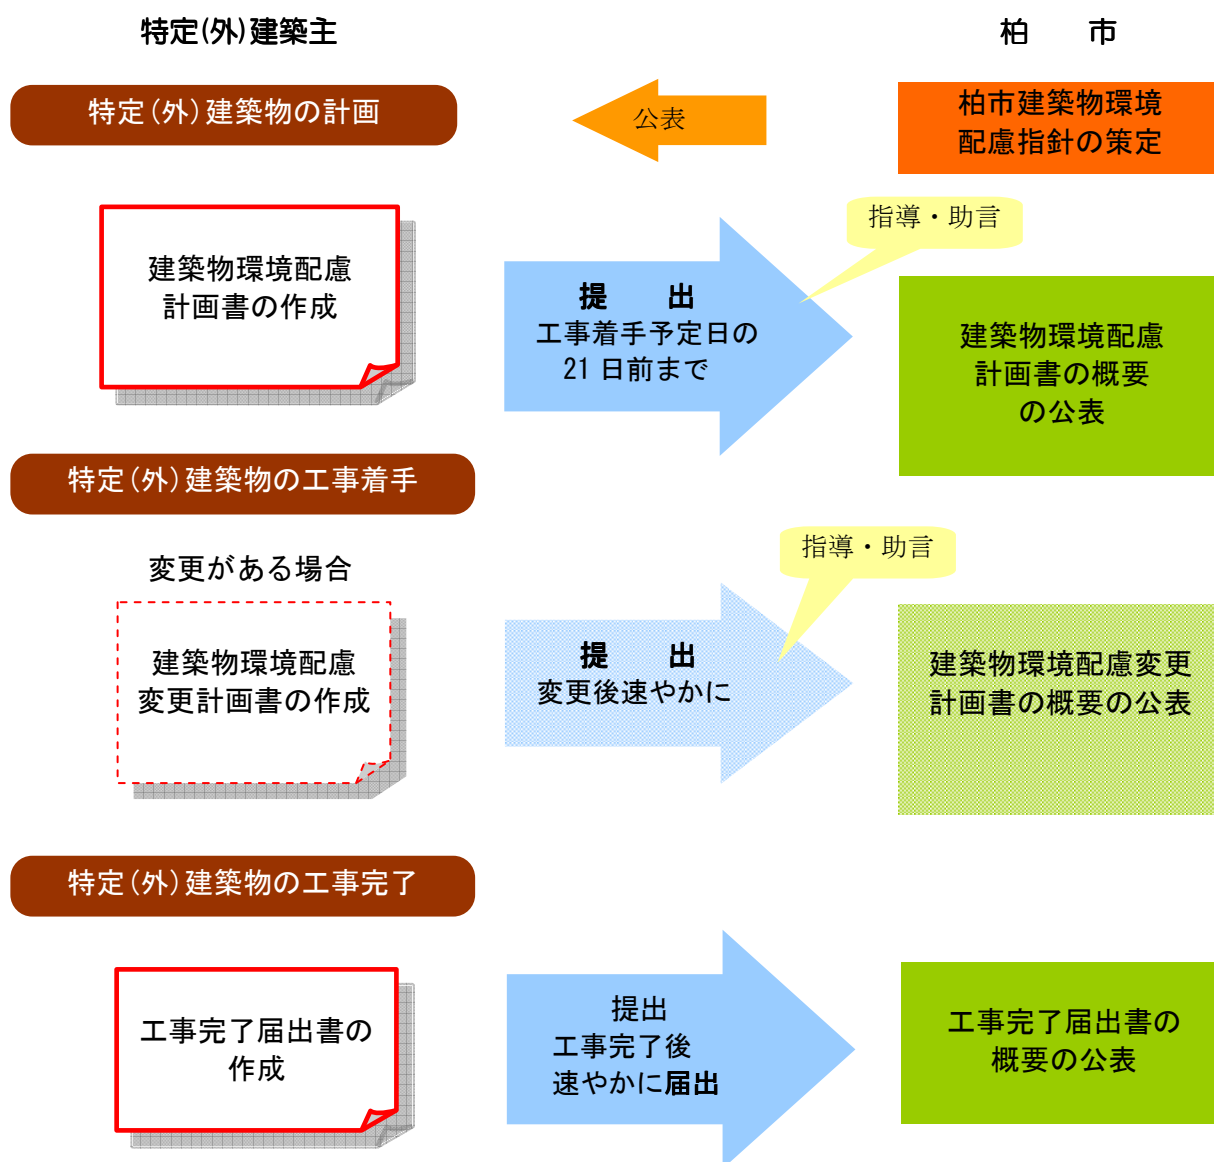 特定(外)建築主
柏　市
特定(外)建築物の計画
公表
柏市建築物環境
配慮指針の策定
指導・助言
建築物環境配慮
計画書の作成
提　出
工事着手予定日の
21日前まで
建築物環境配慮
計画書の概要
の公表
特定(外)建築物の工事着手
指導・助言
変更がある場合
建築物環境配慮
変更計画書の作成
提　出
変更後速やかに
建築物環境配慮変更
計画書の概要の公表
特定(外)建築物の工事完了
工事完了届出書の
作成
提出
工事完了後
速やかに届出
工事完了届出書の
概要の公表